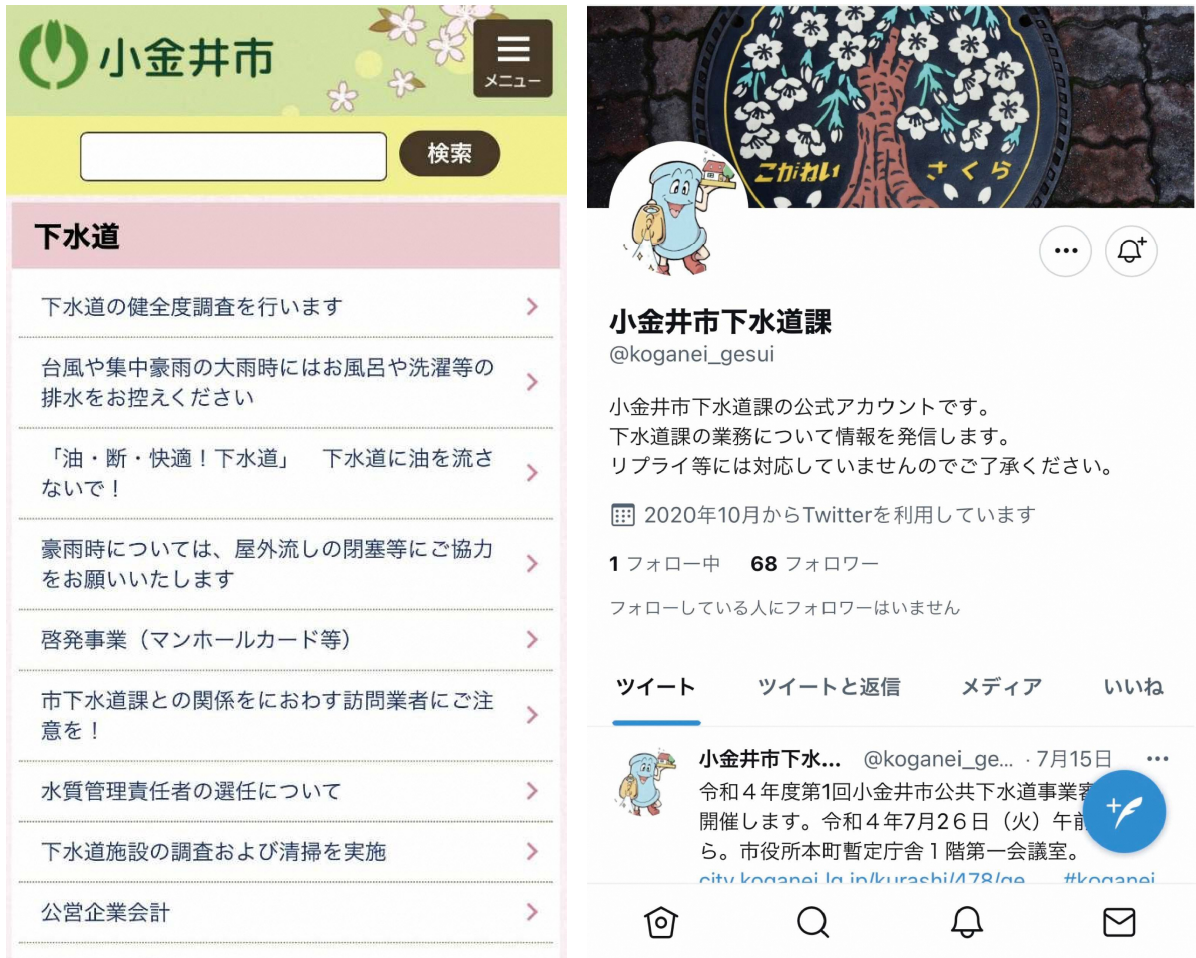 小金井市
メニュー
検索
下水道
下水道の健全度調査を行います
台風や集中豪雨の大雨時にはお風呂や洗濯等の
排水をお控えください
「油・断・快適！下水道」　下水道に油を流さ
ないで！
豪雨時については、屋外流しの閉塞等にご協力
をお願いいたします
啓発事業（マンホールカード等）
市下水道課との関係をにおわす訪問業者にご注
意を！
水質管理責任者の選任について
下水道施設の調査および清掃を実施
公営企業会計
こがねい さくら
小金井市下水道課
@koganei_gesui
小金井市下水道課の公式アカウントです。
下水道課の業務について情報を発信します。
リプライ等には対応していませんのでご了承ください。
2020年10月からTwitterを利用しています
1 フォロー中 68 フォロワー
フォローしている人にフォロワーはいません
ツイート ツイートと返信 メディア いいね
小金井市下水... @koganei_ge... · 7月15日
令和４年度第1回小金井市公共下水道事業審
開催します。令和４年7月2６日（火）午前
ら。市役所本町暫定庁舎１階第一会議室。
city.koganei.lg.jp/kurashi/478/ge... #koganei